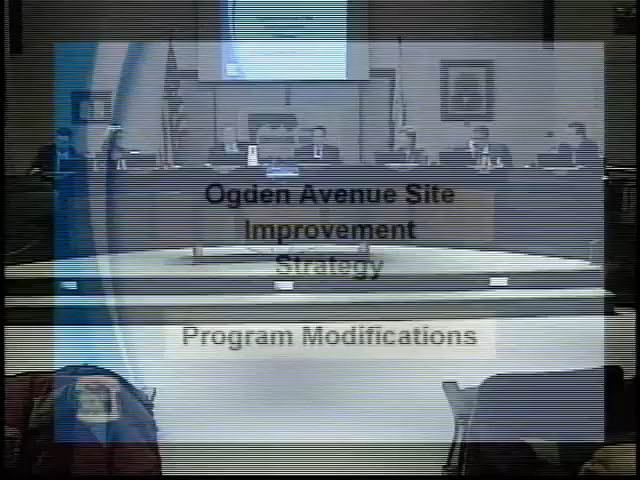 Ogden Avenue Site
Improvement
Strategy
Program Modifications